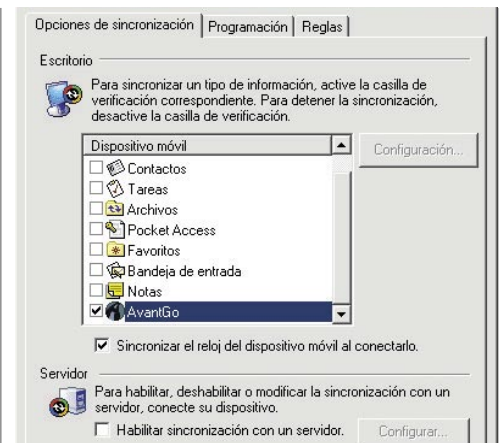 Opciones de sincronización Programación Reglas
Escritorio
Para sincronizar un tipo de información, active la casilla de
verificación correspondiente. Para detener la sincronización,
desactive la casilla de verificación.
Dispositivo móvil
Configuración...
Contactos
Tareas
Archivos
Pocket Access
Favoritos
Bandeja de entrada
Notas
AvantGo
Sincronizar el reloj del dispositivo móvil al conectarlo.
Servidor
Para habilitar, deshabilitar o modificar la sincronización con un
servidor, conecte su dispositivo.
Habilitar sincronización con un servidor.
Configurar...